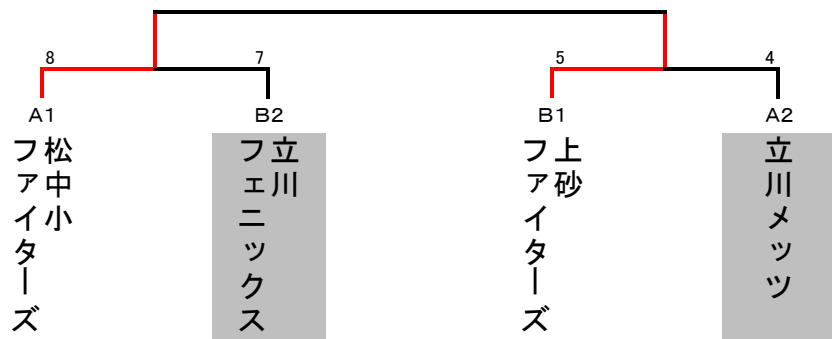 8
7
5
4
A1
B2
B1
A2
松中小
ファイターズ
立川
フェニックス
上砂
ファイターズ
立川メッツ